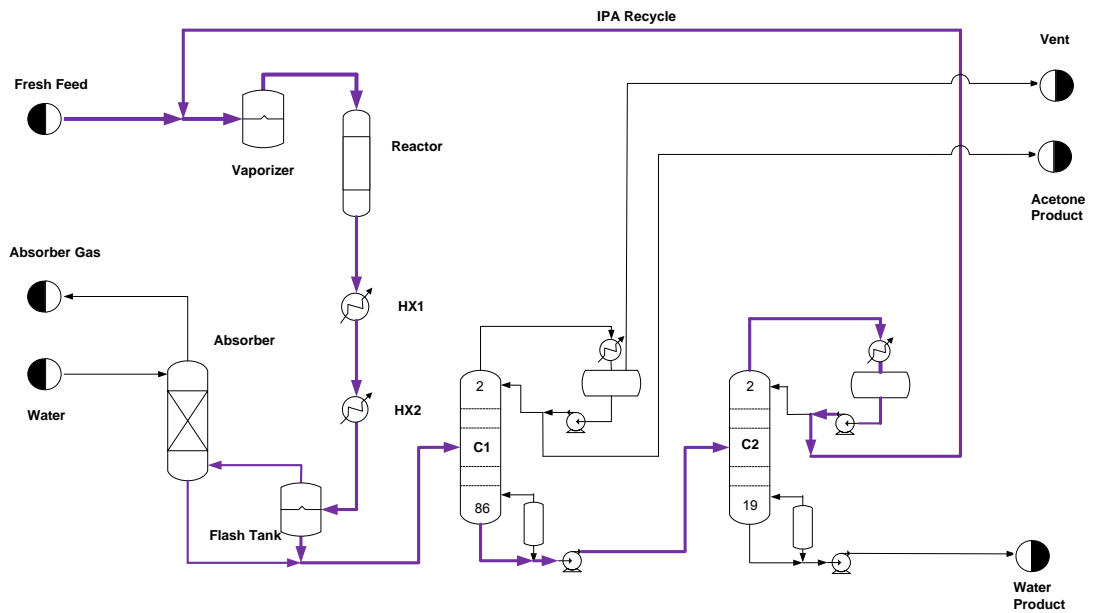 IPA Recycle
Vent
Fresh Feed
Reactor
Vaporizer
Acetone
Product
Absorber Gas
HX1
Absorber
2
2
Water
HX2
C1
C2
86
19
Flash Tank
Water
Product